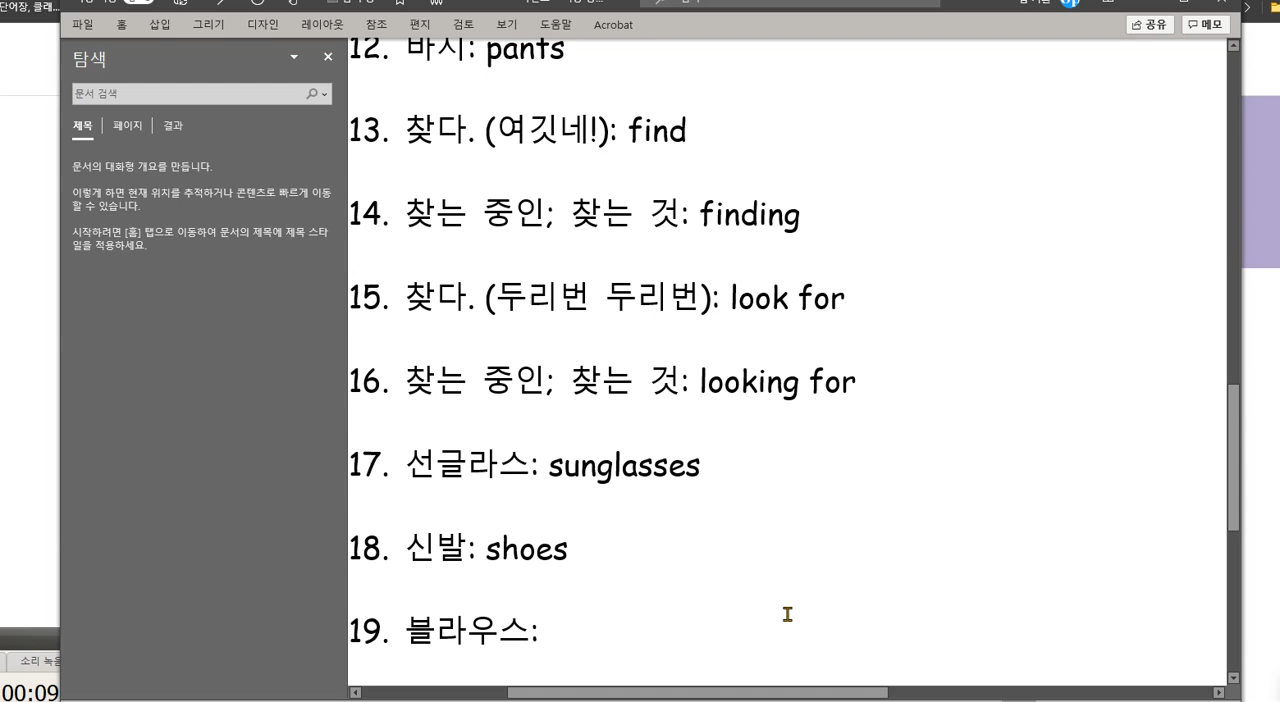 단어장, 클래...
파일 홈 삽입 그리기 디자인 레이아웃 참조 편지 검토 보기 도움말 Acrobat 공유 메모
탐색
문서 검색
제목 페이지 결과
문서의 대화형 개요를 만듭니다.
이렇게 하면 현재 위치를 추적하거나 콘텐츠로 빠르게 이동
할 수 있습니다.
시작하려면 [홈] 탭으로 이동하여 문서의 제목에 제목 스타
일을 적용하세요.
12. 바지: pants
13. 찾다. (여깃네!): find
14. 찾는 중인; 찾는 것: finding
15. 찾다. (두리번 두리번): look for
16. 찾는 중인; 찾는 것: looking for
17. 선글라스: sunglasses
18. 신발: shoes
19. 블라우스:
소리 녹음
00:09